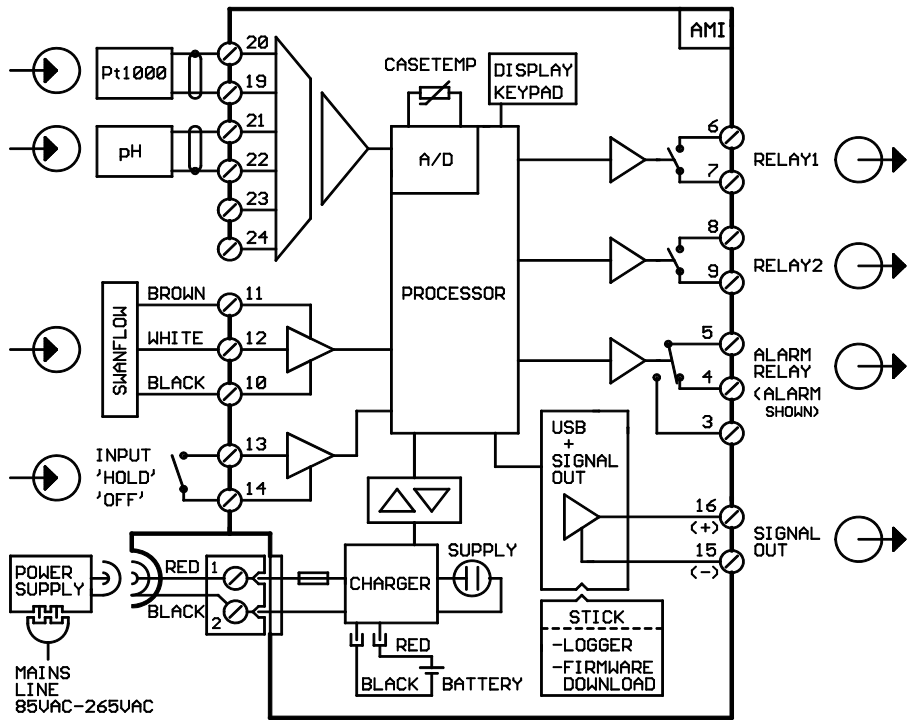 AMI
20
Pt1000
19
21
pH
22
23
24
CASETEMP
DISPLAY
KEYPAD
A/D
PROCESSOR
6
7
RELAY1
8
9
RELAY2
5
4
3
ALARM
RELAY
(ALARM
SHOWN)
SWANFLOW
BROWN
11
WHITE
12
BLACK
10
INPUT
'HOLD'
'OFF'
13
14
USB
+
SIGNAL
OUT
16
(+)
15
(-)
SIGNAL
OUT
POWER
SUPPLY
RED
1
BLACK
2
MAINS
LINE
85VAC-265VAC
CHARGER
SUPPLY
RED
BLACK
BATTERY
STICK
-LOGGER
-FIRMWARE
DOWNLOAD